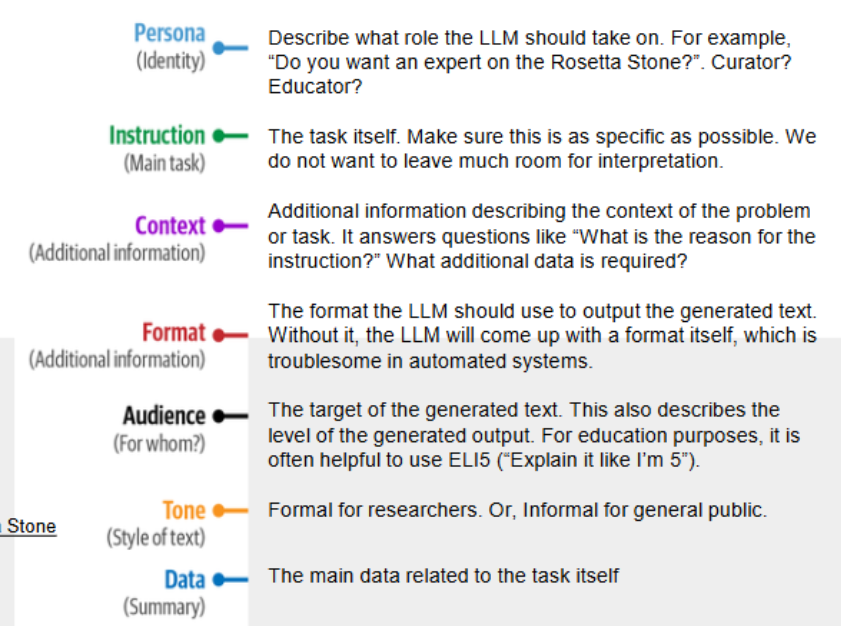 Persona
(Identity)
Describe what role the LLM should take on. For example,
“Do you want an expert on the Rosetta Stone?”. Curator?
Educator?
Instruction
(Main task)
The task itself. Make sure this is as specific as possible. We
do not want to leave much room for interpretation.
Context
(Additional information)
Additional information describing the context of the problem
or task. It answers questions like “What is the reason for the
instruction?” What additional data is required?
Format
(Additional information)
The format the LLM should use to output the generated text.
Without it, the LLM will come up with a format itself, which is
troublesome in automated systems.
Audience
(For whom?)
The target of the generated text. This also describes the
level of the generated output. For education purposes, it is
often helpful to use ELI5 (“Explain it like I’m 5”).
Stone
Tone
(Style of text)
Formal for researchers. Or, Informal for general public.
Data
(Summary)
The main data related to the task itself